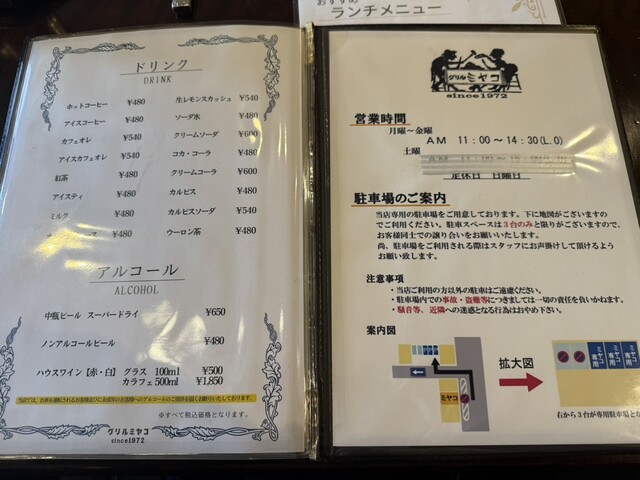 おすすめ
ランチメニュー
ドリンク
DRINK
ホットコーヒー ¥480
アイスコーヒー ¥480
カフェオレ ¥540
アイスカフェオレ ¥540
紅茶 ¥480
アイスティ ¥480
ミルク ¥480
¥480
生レモンスカッシュ ¥540
ソーダ水 ¥480
クリームソーダ ¥600
コカ・コーラ ¥480
クリームコーラ ¥600
カルピス ¥480
カルピスソーダ ¥540
ウーロン茶 ¥480
アルコール
ALCOHOL
中瓶ビール スーパードライ ¥650
ノンアルコールビール ¥480
ハウスワイン【赤・白】 グラス 100ml ¥500
カラフェ 500ml ¥1,850
※すべて税込価格となります。
グリルミヤコ
since1972
グリルミヤコ
since1972
営業時間
月曜~金曜
AM 11:00~14:30(L.O)
土曜
定休日 日曜日
駐車場のご案内
当店専用の駐車場をご用意しております。下に地図がございますの
でご利用ください。駐車スペースは3台のみと限りがございますので、
お客様同士での譲り合いをお願いいたします。
尚、駐車場をご利用される際はスタッフにお声掛けして頂けるよう
お願い致します。
注意事項
・当店ご利用の方以外の駐車はご遠慮ください。
・駐車場内での事故・盗難等につきましては一切の責任を負いかねます。
・騒音等、近隣への迷惑となる行為はおやめ下さい。
案内図
ミヤコ
拡大図
ミヤコ専用
ミヤコ専用
ミヤコ専用
右から3台が専用駐車場とな